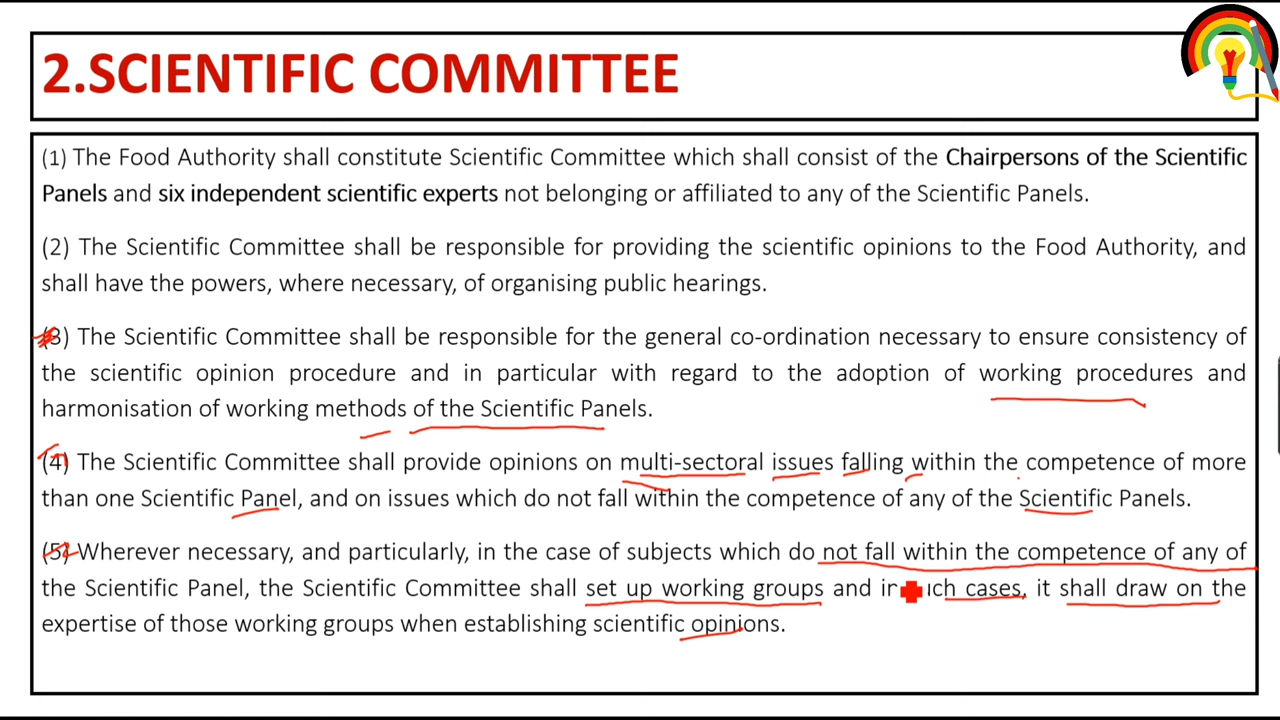 2.SCIENTIFIC COMMITTEE
(1) The Food Authority shall constitute Scientific Committee which shall consist of the Chairpersons of the Scientific
Panels and six independent scientific experts not belonging or affiliated to any of the Scientific Panels.
(2) The Scientific Committee shall be responsible for providing the scientific opinions to the Food Authority, and
shall have the powers, where necessary, of organising public hearings.
(3) The Scientific Committee shall be responsible for the general co-ordination necessary to ensure consistency of
the scientific opinion procedure and in particular with regard to the adoption of working procedures and
harmonisation of working methods of the Scientific Panels.
(4) The Scientific Committee shall provide opinions on multi-sectoral issues falling within the competence of more
than one Scientific Panel, and on issues which do not fall within the competence of any of the Scientific Panels.
(5) Wherever necessary, and particularly, in the case of subjects which do not fall within the competence of any of
the Scientific Panel, the Scientific Committee shall set up working groups and cases, it shall draw on the
expertise of those working groups when establishing scientific opinions.